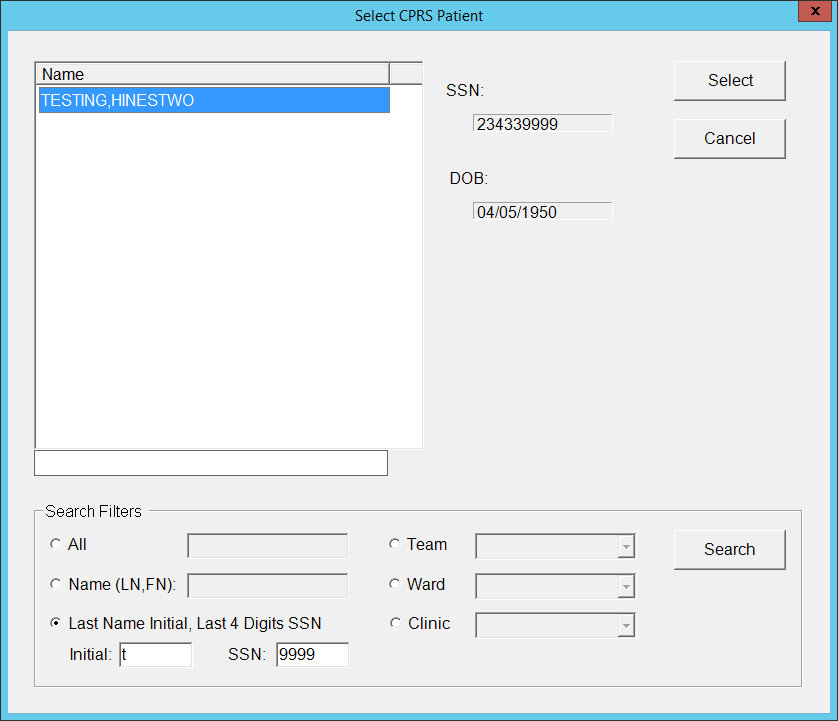 Select CPRS Patient
x
Name
TESTING,HINESTWO
SSN:
234339999
DOB:
04/05/1950
Select
Cancel
Search Filters
All
Name (LN,FN):
Last Name Initial, Last 4 Digits SSN
Initial: t SSN: 9999
Team
Ward
Clinic
Search